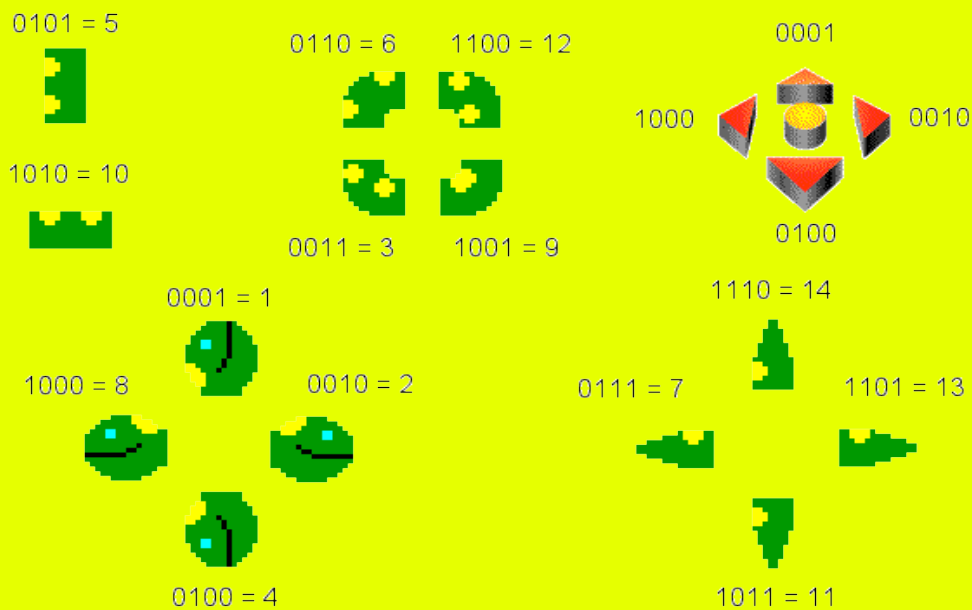 0101 = 5
0110 = 6
1100 = 12
0001
1000
0010
1010 = 10
0100
0011 = 3
1001 = 9
0001 = 1
1110 = 14
1000 = 8
0010 = 2
0111 = 7
1101 = 13
0100 = 4
1011 = 11